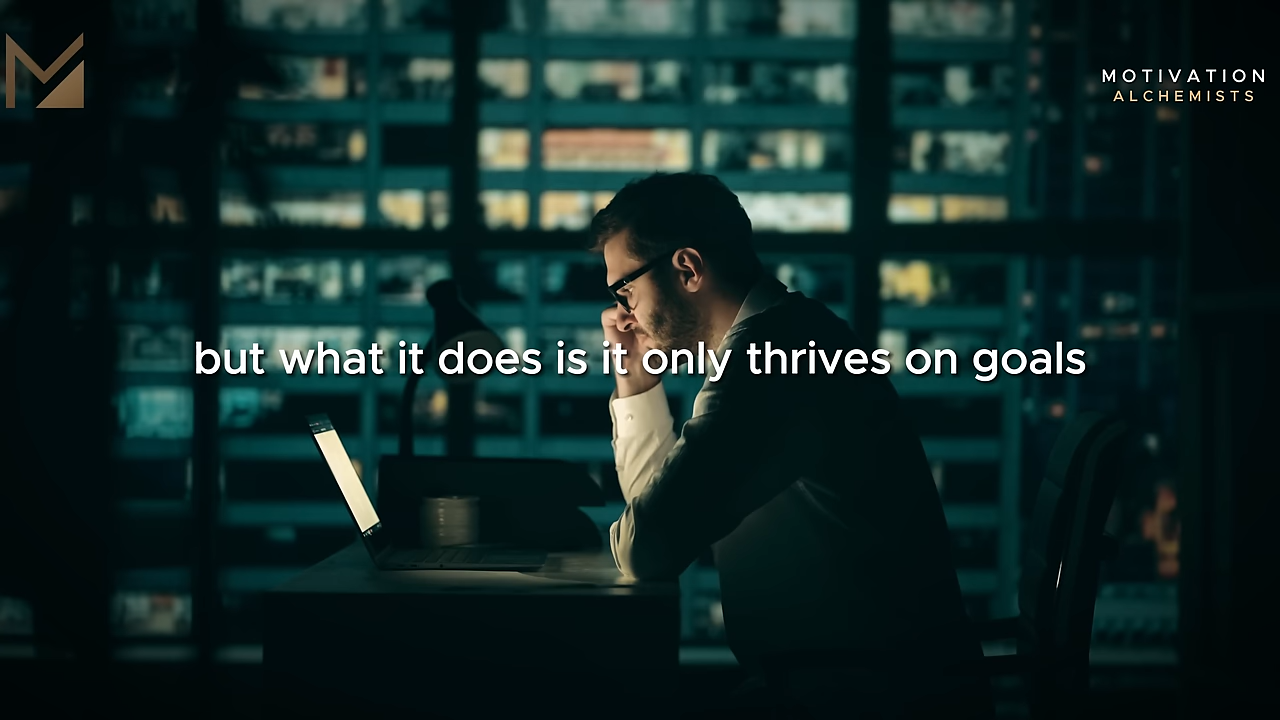 MOTIVATION
ALCHEMISTS
but what it does is it only thrives on goals